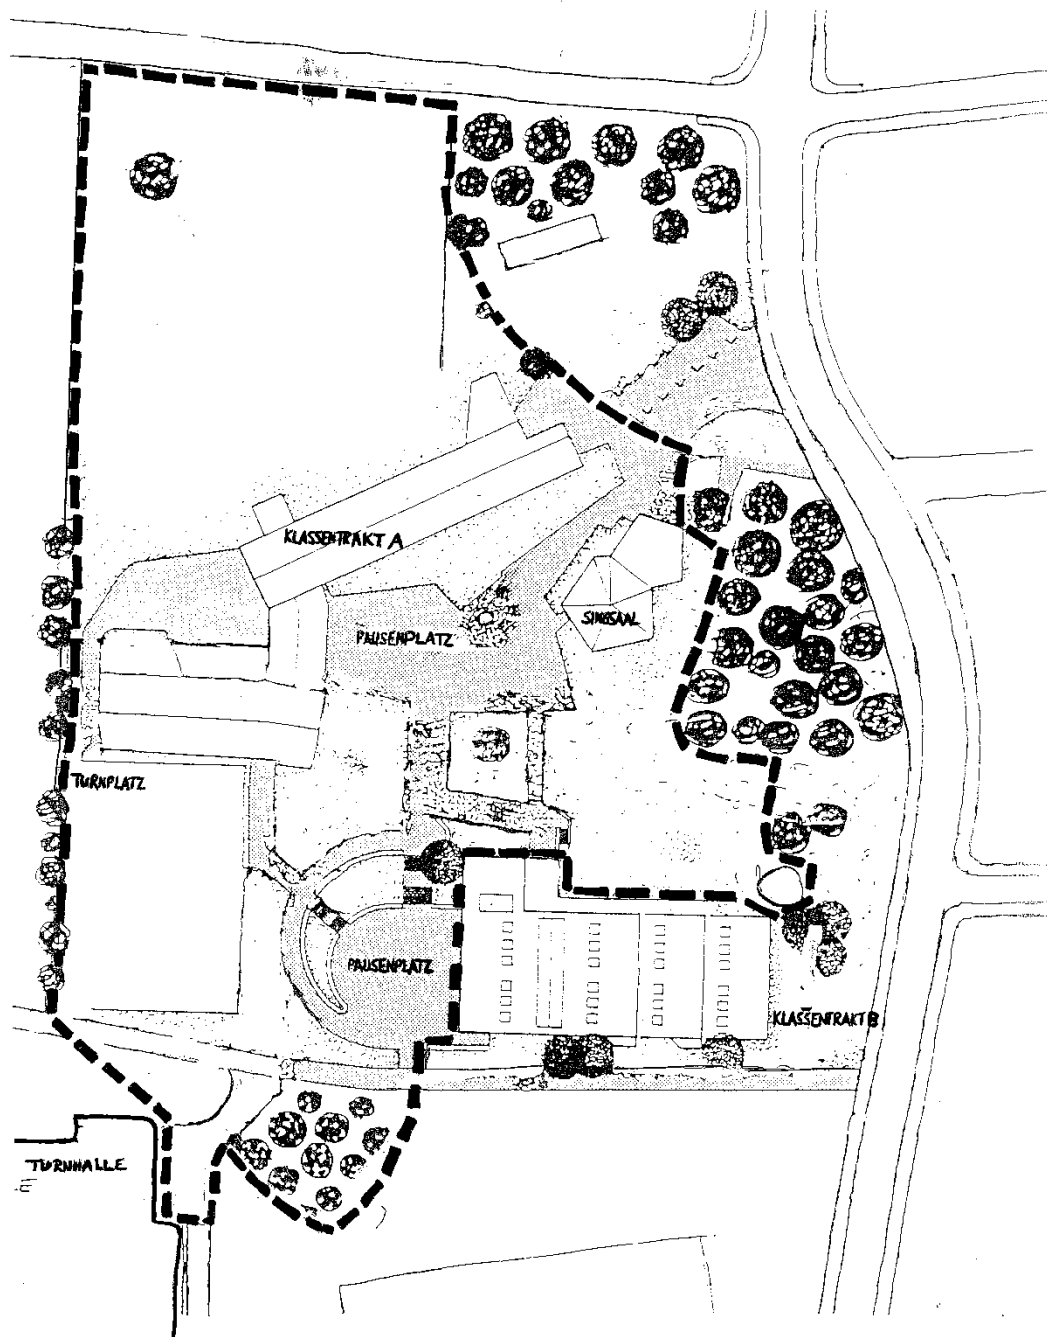 KLASSENTRAKT A
SINGSAAL
PAUSENPLATZ
TURNPLATZ
PAUSENPLATZ
KLASSENTRAKT B
TURNHALLE